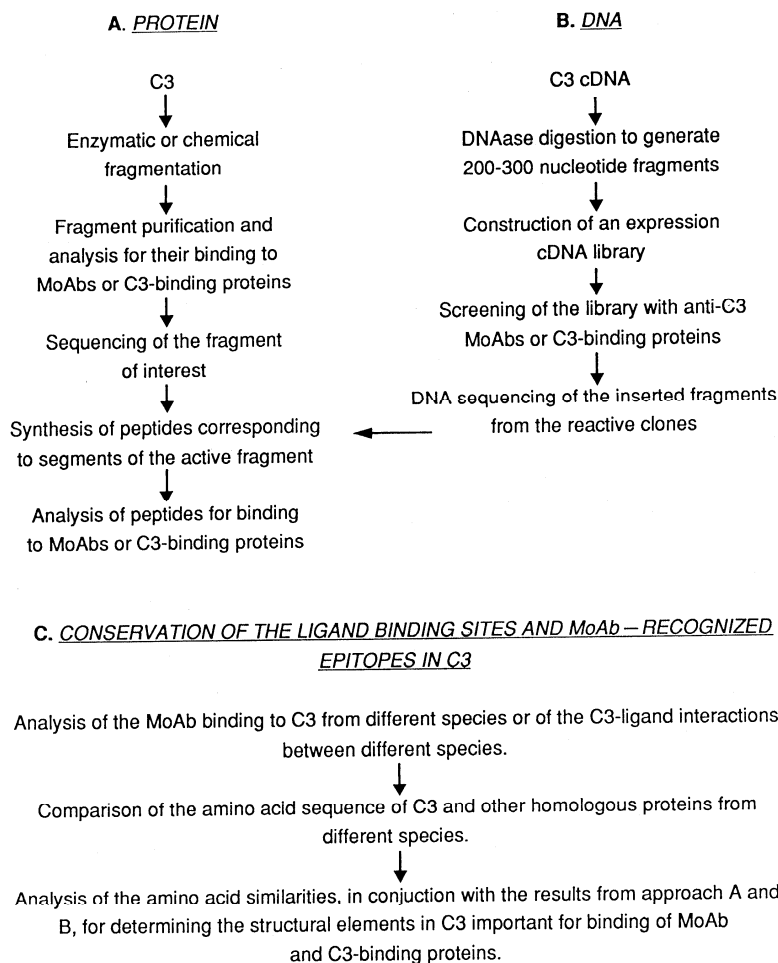 A. PROTEIN
C3
Enzymatic or chemical
fragmentation
Fragment purification and
analysis for their binding to
MoAbs or C3-binding proteins
Sequencing of the fragment
of interest
Synthesis of peptides corresponding
to segments of the active fragment
Analysis of peptides for binding
to MoAbs or C3-binding proteins
B. DNA
C3 cDNA
DNAase digestion to generate
200-300 nucleotide fragments
Construction of an expression
cDNA library
Screening of the library with anti-C3
MoAbs or C3-binding proteins
DNA sequencing of the inserted fragments
from the reactive clones
C. CONSERVATION OF THE LIGAND BINDING SITES AND MoAb – RECOGNIZED
EPITOPES IN C3
Analysis of the MoAb binding to C3 from different species or of the C3-ligand interactions
between different species.
Comparison of the amino acid sequence of C3 and other homologous proteins from
different species.
Analysis of the amino acid similarities, in conjuction with the results from approach A and
B, for determining the structural elements in C3 important for binding of MoAb
and C3-binding proteins.